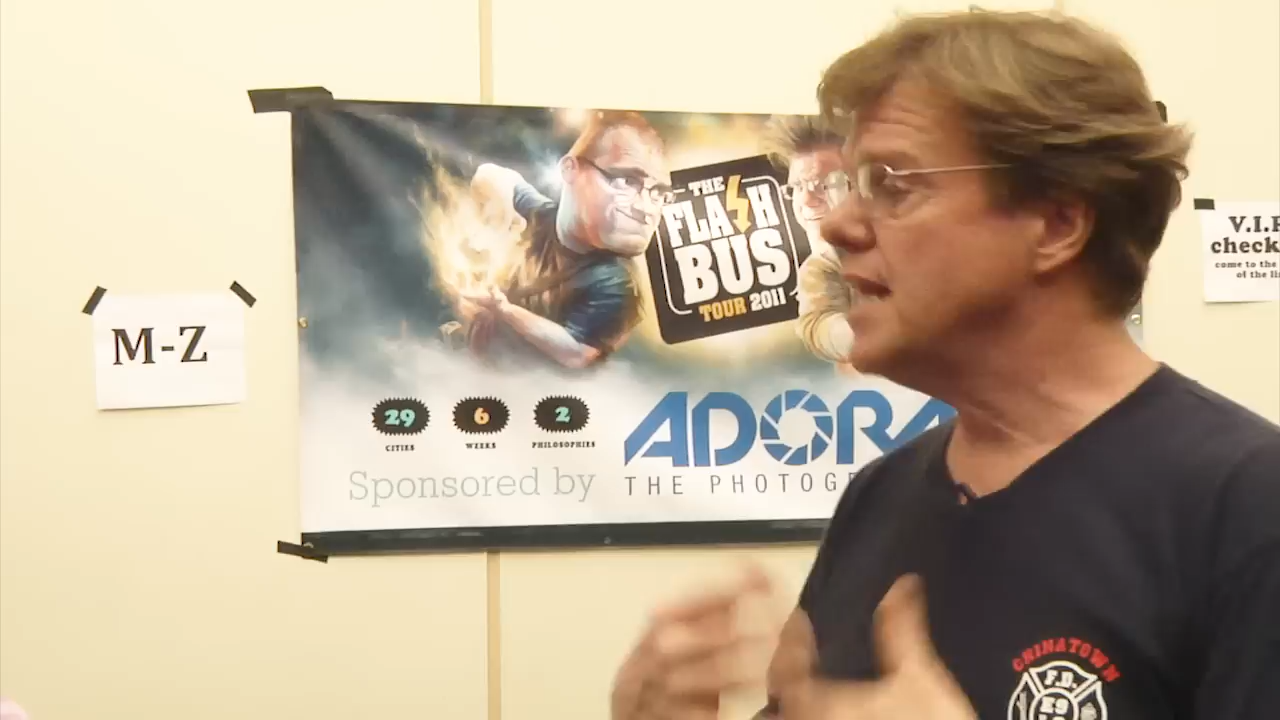 M-Z
THE
FLASH
BUS
TOUR 2011
29
CITIES
6
WEEKS
2
PHILOSOPHIES
ADORA
Sponsored by
THE PHOTOG
V.I.P
check
come to the
of the li
CHINATOWN
F.D.